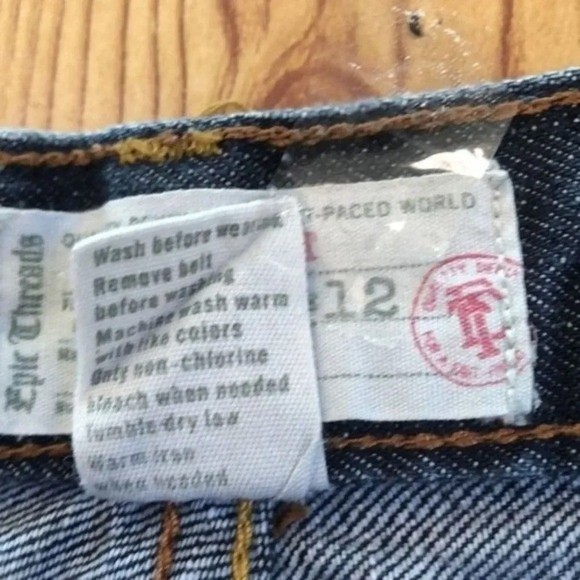 Epic Threads
T-PACED WORLD
12
Wash before wearing
Remove belt
before washing
Machine wash warm
with like colors
Only non-chlorine
bleach when needed
Tumble dry low
Warm iron
when needed